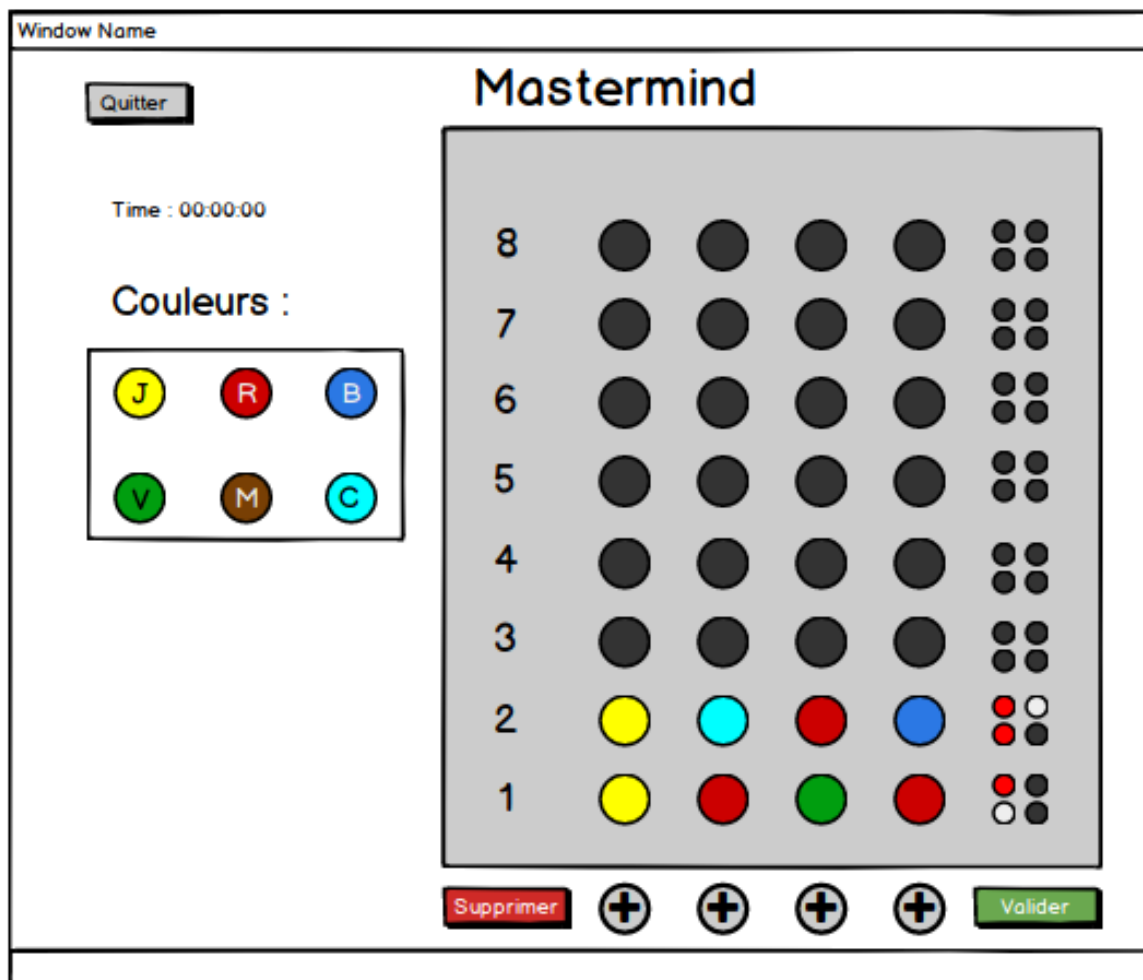 Window Name
Quitter
Mastermind
Time : 00:00:00
Couleurs :
J R B
V M C
8
7
6
5
4
3
2
1
Supprimer
Valider